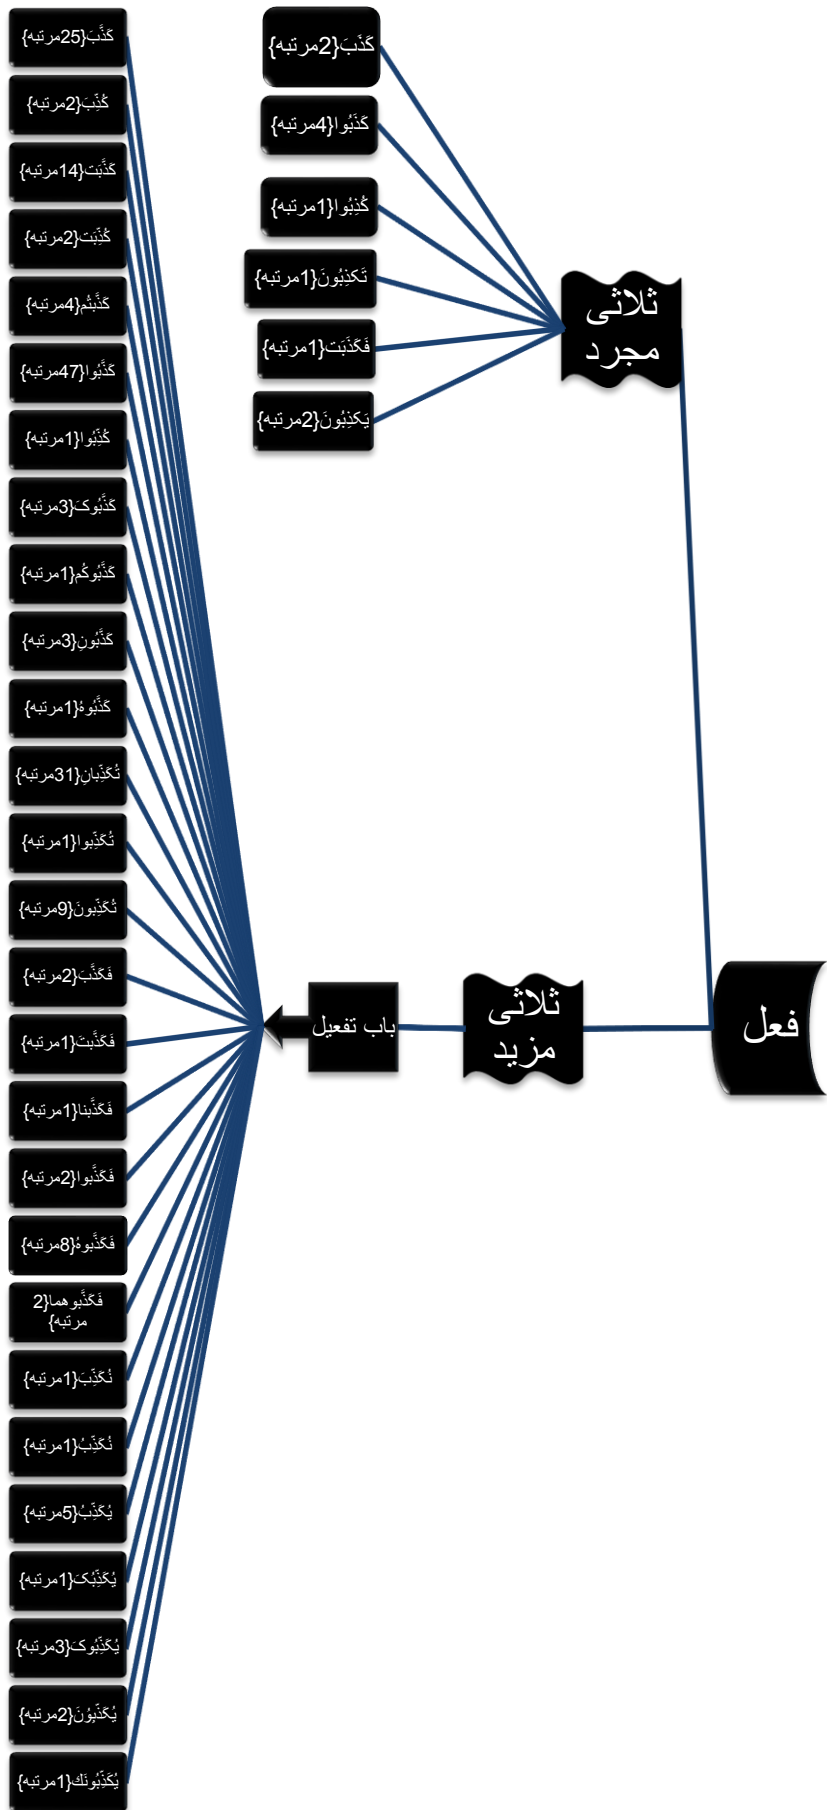 فعل
ثلاثی
مجرد
كَذَبَ{2مرتبه}
كَذَبُوا{4مرتبه}
كُذِبُوا{1مرتبه}
تَكذِبُونَ{1مرتبه}
فَكَذَبَت{1مرتبه}
يَكذِبُونَ{2مرتبه}
ثلاثی
مزید
باب تفعیل
كَذَّبَ{25مرتبه}
كُذِّبَ{2مرتبه}
كَذَّبَت{14مرتبه}
كُذِّبَت{2مرتبه}
كَذَّبتُم{4مرتبه}
كَذَّبُوا{47مرتبه}
كُذِّبُوا{1مرتبه}
كَذَّبُوکَ{3مرتبه}
كَذَّبُوكُم{1مرتبه}
كَذَّبُونِ{3مرتبه}
كَذَّبُوهُ{1مرتبه}
تُكَذِّبانِ{31مرتبه}
تُكَذِّبوا{1مرتبه}
تُكَذِّبونَ{9مرتبه}
فَكَذَّبَ{2مرتبه}
فَكَذَّبتَ{1مرتبه}
فَكَذَّبنا{1مرتبه}
فَكَذَّبوا{2مرتبه}
فَكَذَّبوهُ{8مرتبه}
فَكَذَّبوهما{2
مرتبه}
نُكَذِّبَ{1مرتبه}
نُكَذِّبُ{1مرتبه}
يُكَذِّبُ{5مرتبه}
يُكَذِّبُکَ{1مرتبه}
يُكَذِّبُوکَ{3مرتبه}
يُكَذِّبُونَ{2مرتبه}
يُكَذِّبُونَك{1مرتبه}